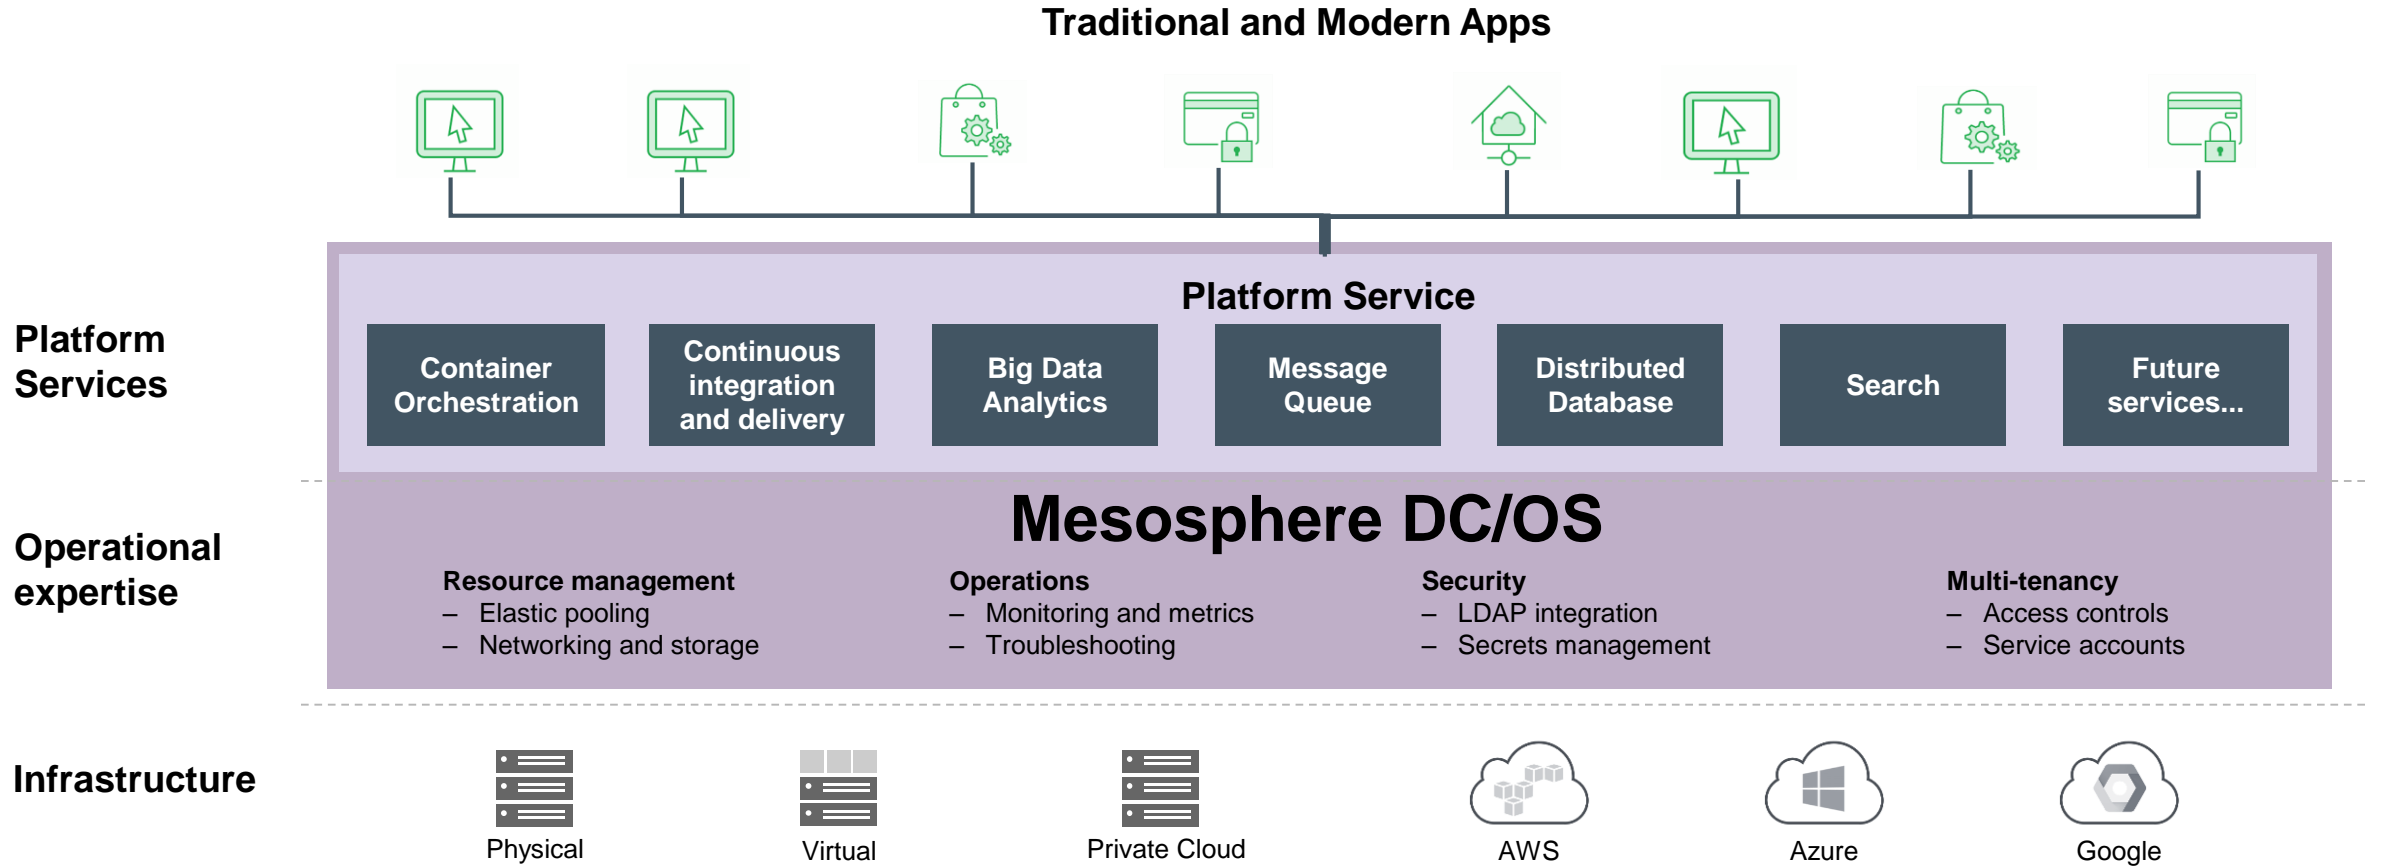 Traditional and Modern Apps
Platform Service
Platform
Services
Container
Orchestration
Continuous
integration
and delivery
Big Data
Analytics
Message
Queue
Distributed
Database
Search
Future
services...
Mesosphere DC/OS
Operational
expertise
Resource management
– Elastic pooling
– Networking and storage
Operations
– Monitoring and metrics
– Troubleshooting
Security
– LDAP integration
– Secrets management
Multi-tenancy
– Access controls
– Service accounts
Infrastructure
Physical
Virtual
Private Cloud
AWS
Azure
Google